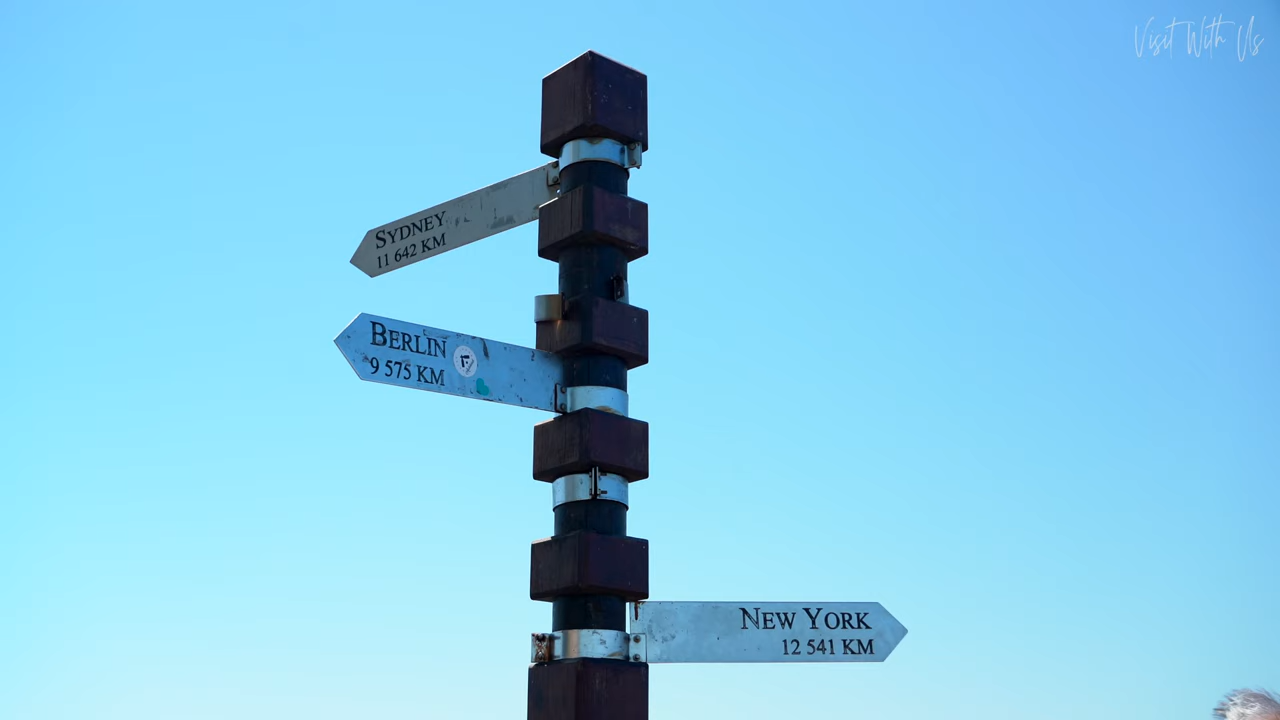 Visit With Us
SYDNEY
11 642 KM
BERLIN
9 575 KM
NEW YORK
12 541 KM